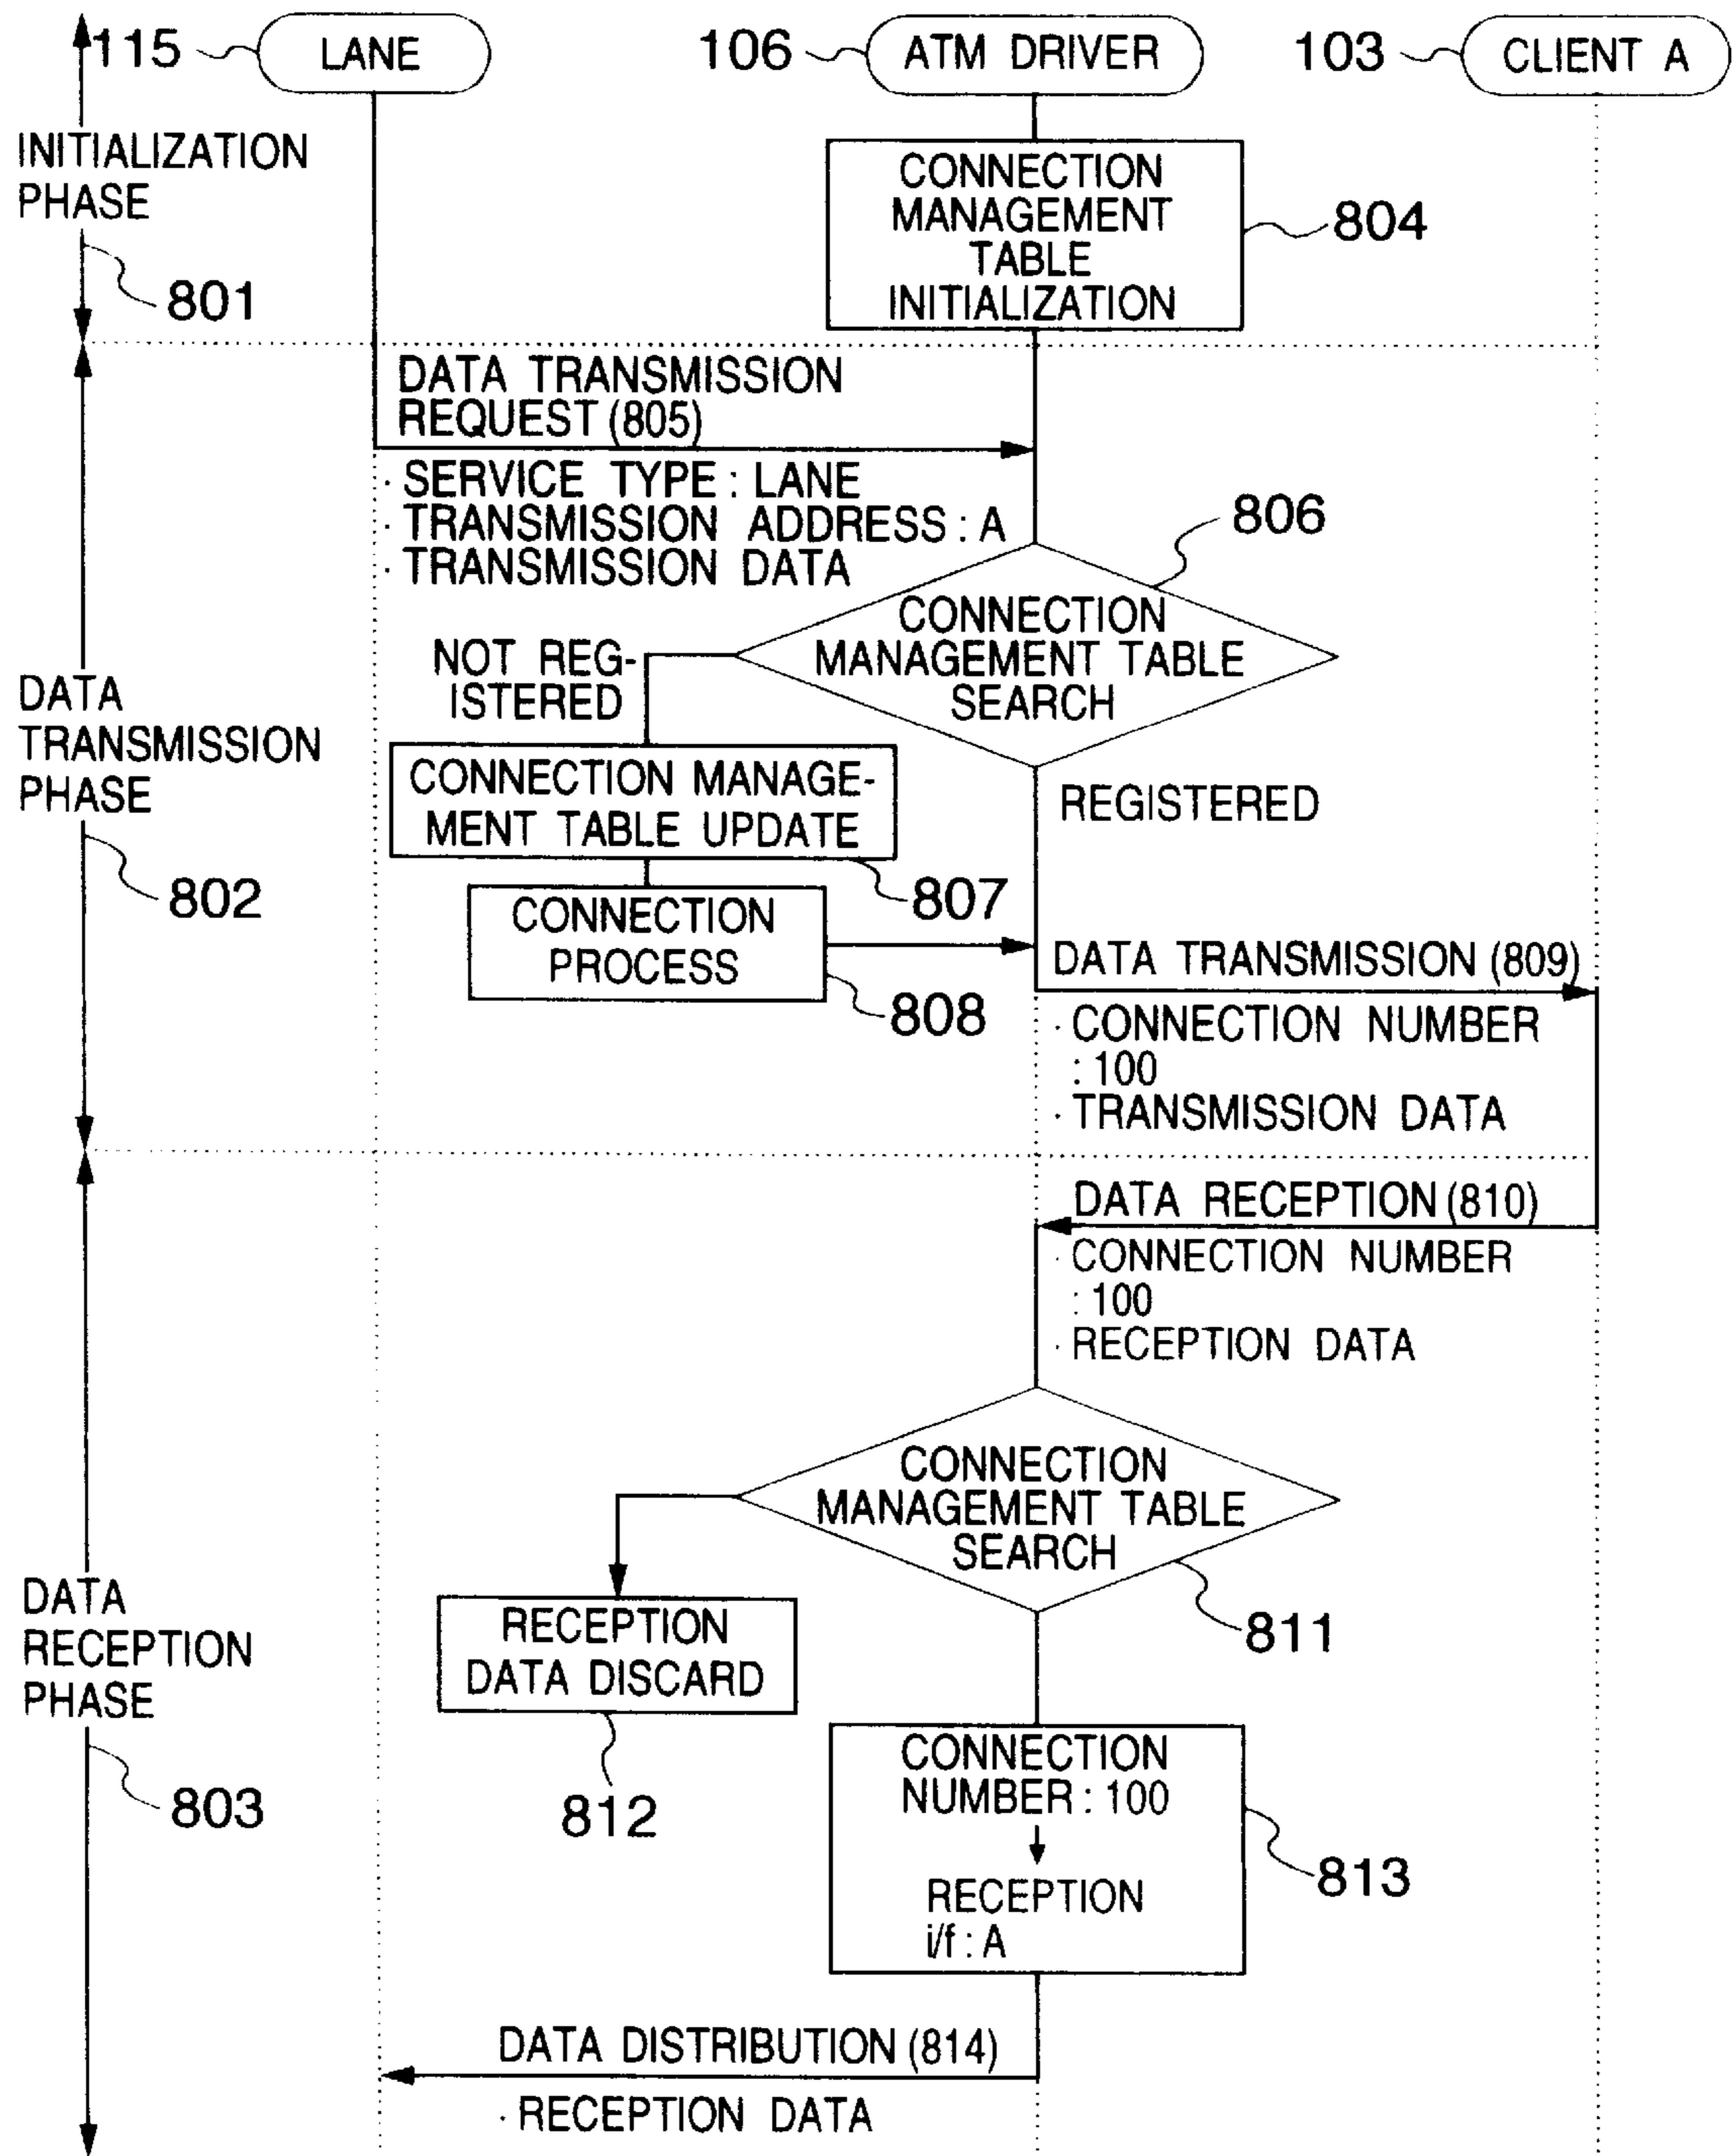 115
LANE
106
ATM DRIVER
103
CLIENT A
INITIALIZATION
PHASE
801
CONNECTION
MANAGEMENT
TABLE
INITIALIZATION
804
DATA TRANSMISSION
REQUEST (805)
· SERVICE TYPE : LANE
· TRANSMISSION ADDRESS : A
· TRANSMISSION DATA
806
CONNECTION
MANAGEMENT TABLE
SEARCH
NOT REG-
ISTERED
DATA
TRANSMISSION
PHASE
802
CONNECTION MANAGE-
MENT TABLE UPDATE
807
REGISTERED
CONNECTION
PROCESS
808
DATA TRANSMISSION (809)
· CONNECTION NUMBER
: 100
· TRANSMISSION DATA
DATA RECEPTION (810)
· CONNECTION NUMBER
: 100
· RECEPTION DATA
CONNECTION
MANAGEMENT TABLE
SEARCH
811
DATA
RECEPTION
PHASE
803
RECEPTION
DATA DISCARD
812
CONNECTION
NUMBER : 100
RECEPTION
i/f : A
813
DATA DISTRIBUTION (814)
· RECEPTION DATA